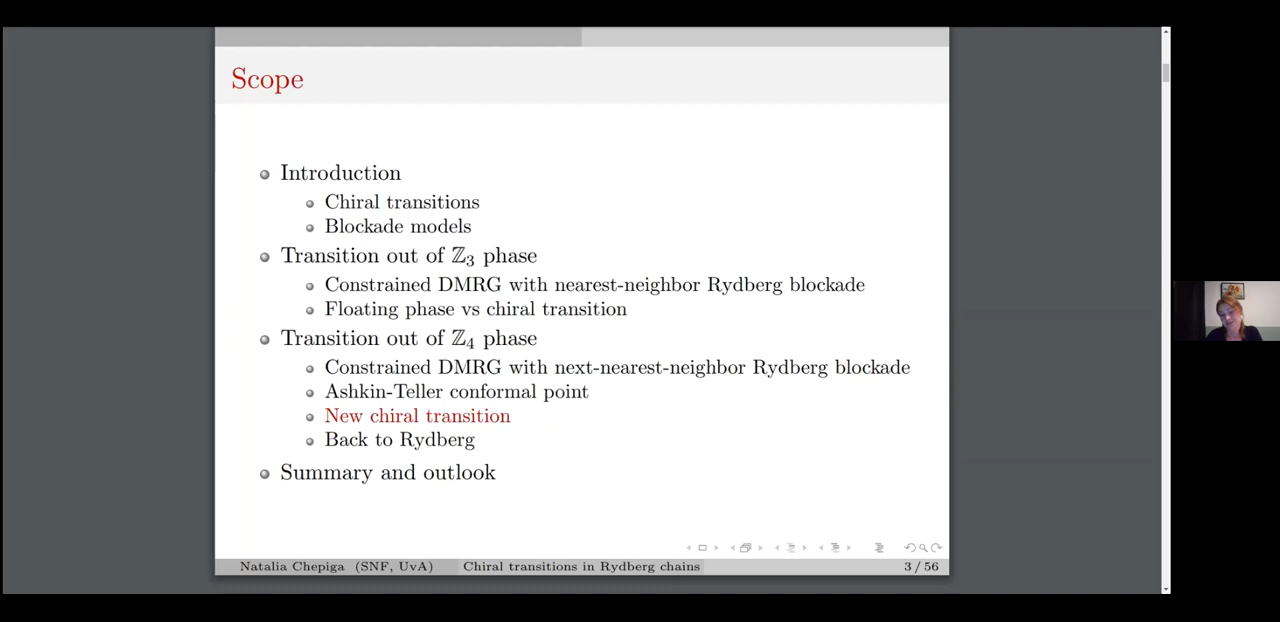 Scope
Introduction
Chiral transitions
Blockade models
Transition out of ℤ₃ phase
Constrained DMRG with nearest-neighbor Rydberg blockade
Floating phase vs chiral transition
Transition out of ℤ₄ phase
Constrained DMRG with next-nearest-neighbor Rydberg blockade
Ashkin-Teller conformal point
New chiral transition
Back to Rydberg
Summary and outlook
Natalia Chepiga (SNF, UvA) Chiral transitions in Rydberg chains 3 / 56